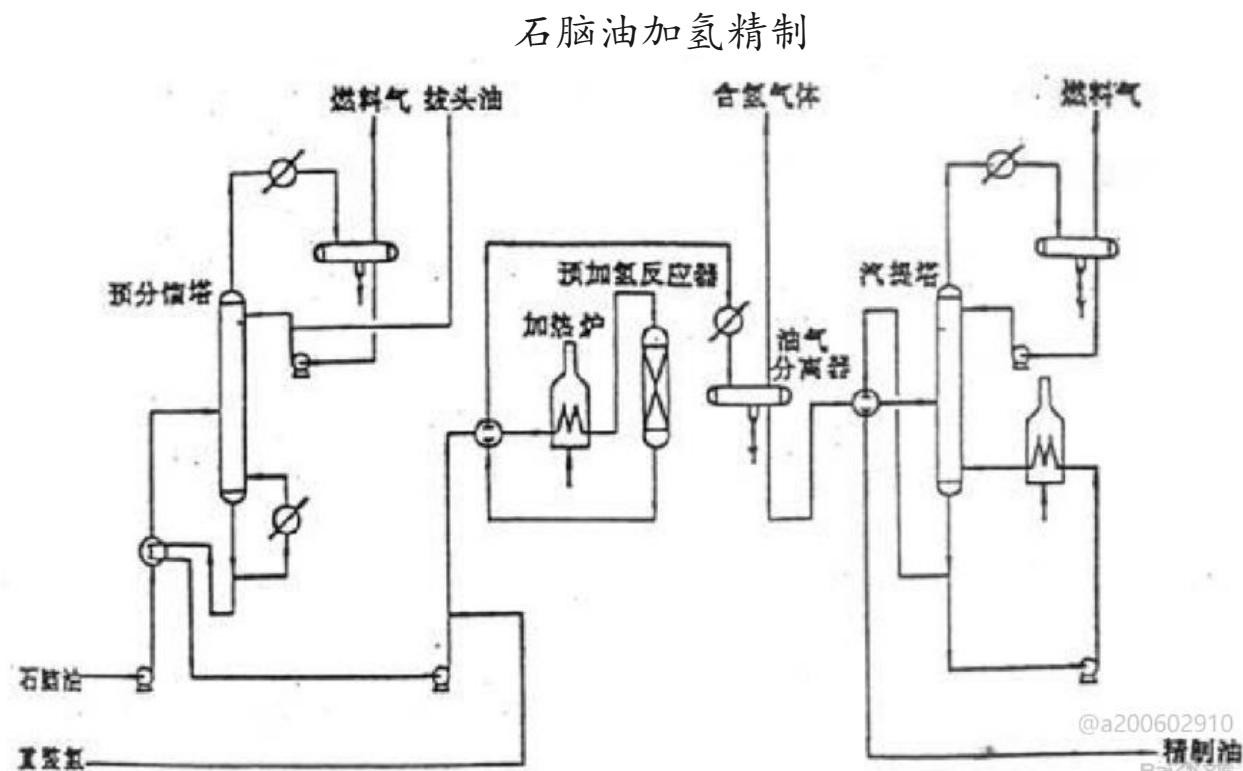 石脑油加氢精制
燃料气 拔头油
含氢气体
燃料气
预分馏塔
预加氢反应器
汽提塔
加热炉
油气
分离器
石脑油
重整氢
@a200602910
精制油